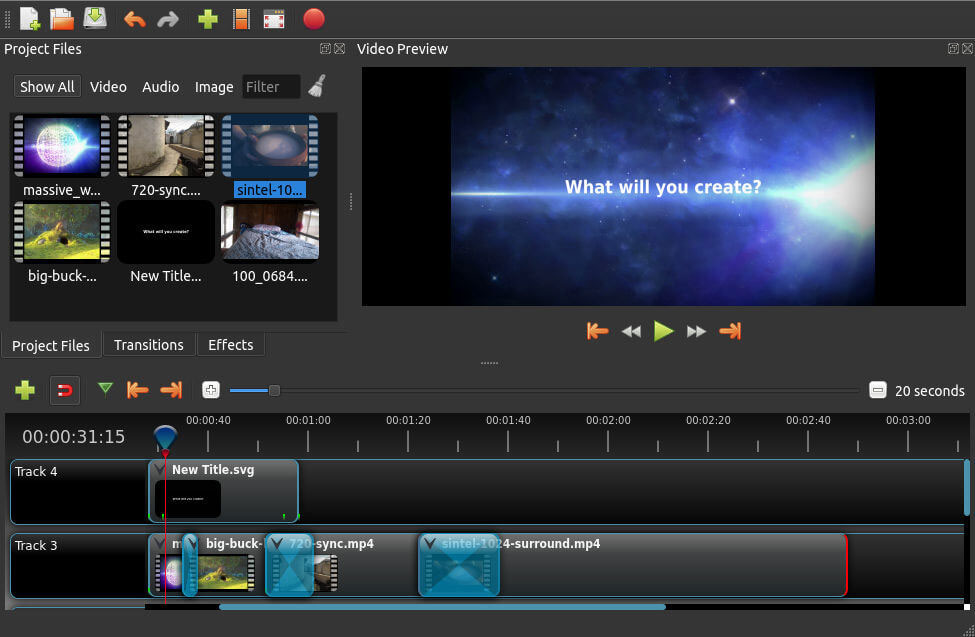 Project Files
Video Preview
Show All Video Audio Image Filter
What will you create?
massive_w...
720-sync....
sintel-10...
What will you create?
big-buck-...
New Title...
100_0684....
Project Files Transitions Effects
20 seconds
00:00:31:15
00:00:40 00:01:00 00:01:20 00:01:40 00:02:00 00:02:20 00:02:40 00:03:00
Track 4
New Title.svg
What will you create?
Track 3
m
big-buck-
720-sync.mp4
sintel-1024-surround.mp4